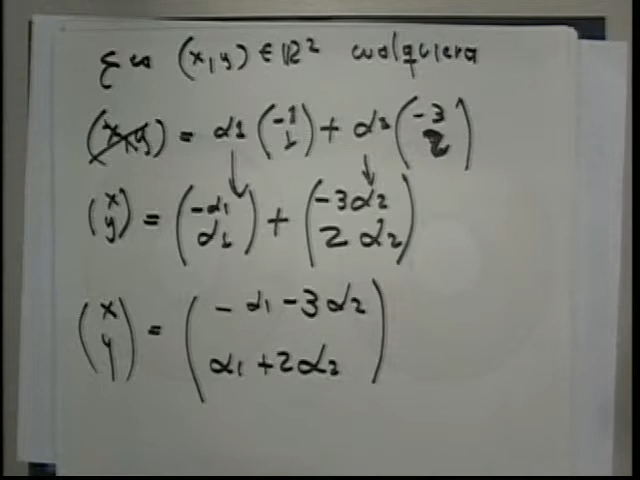 Sea (x,y) ∈ ℝ² cualquiera
(x,y) = α1 (-1 1) + α2 (-3 2)
(x y) = (-α1 α1) + (-3α2 2α2)
(x y) = (-α1 - 3α2 α1 + 2α2)